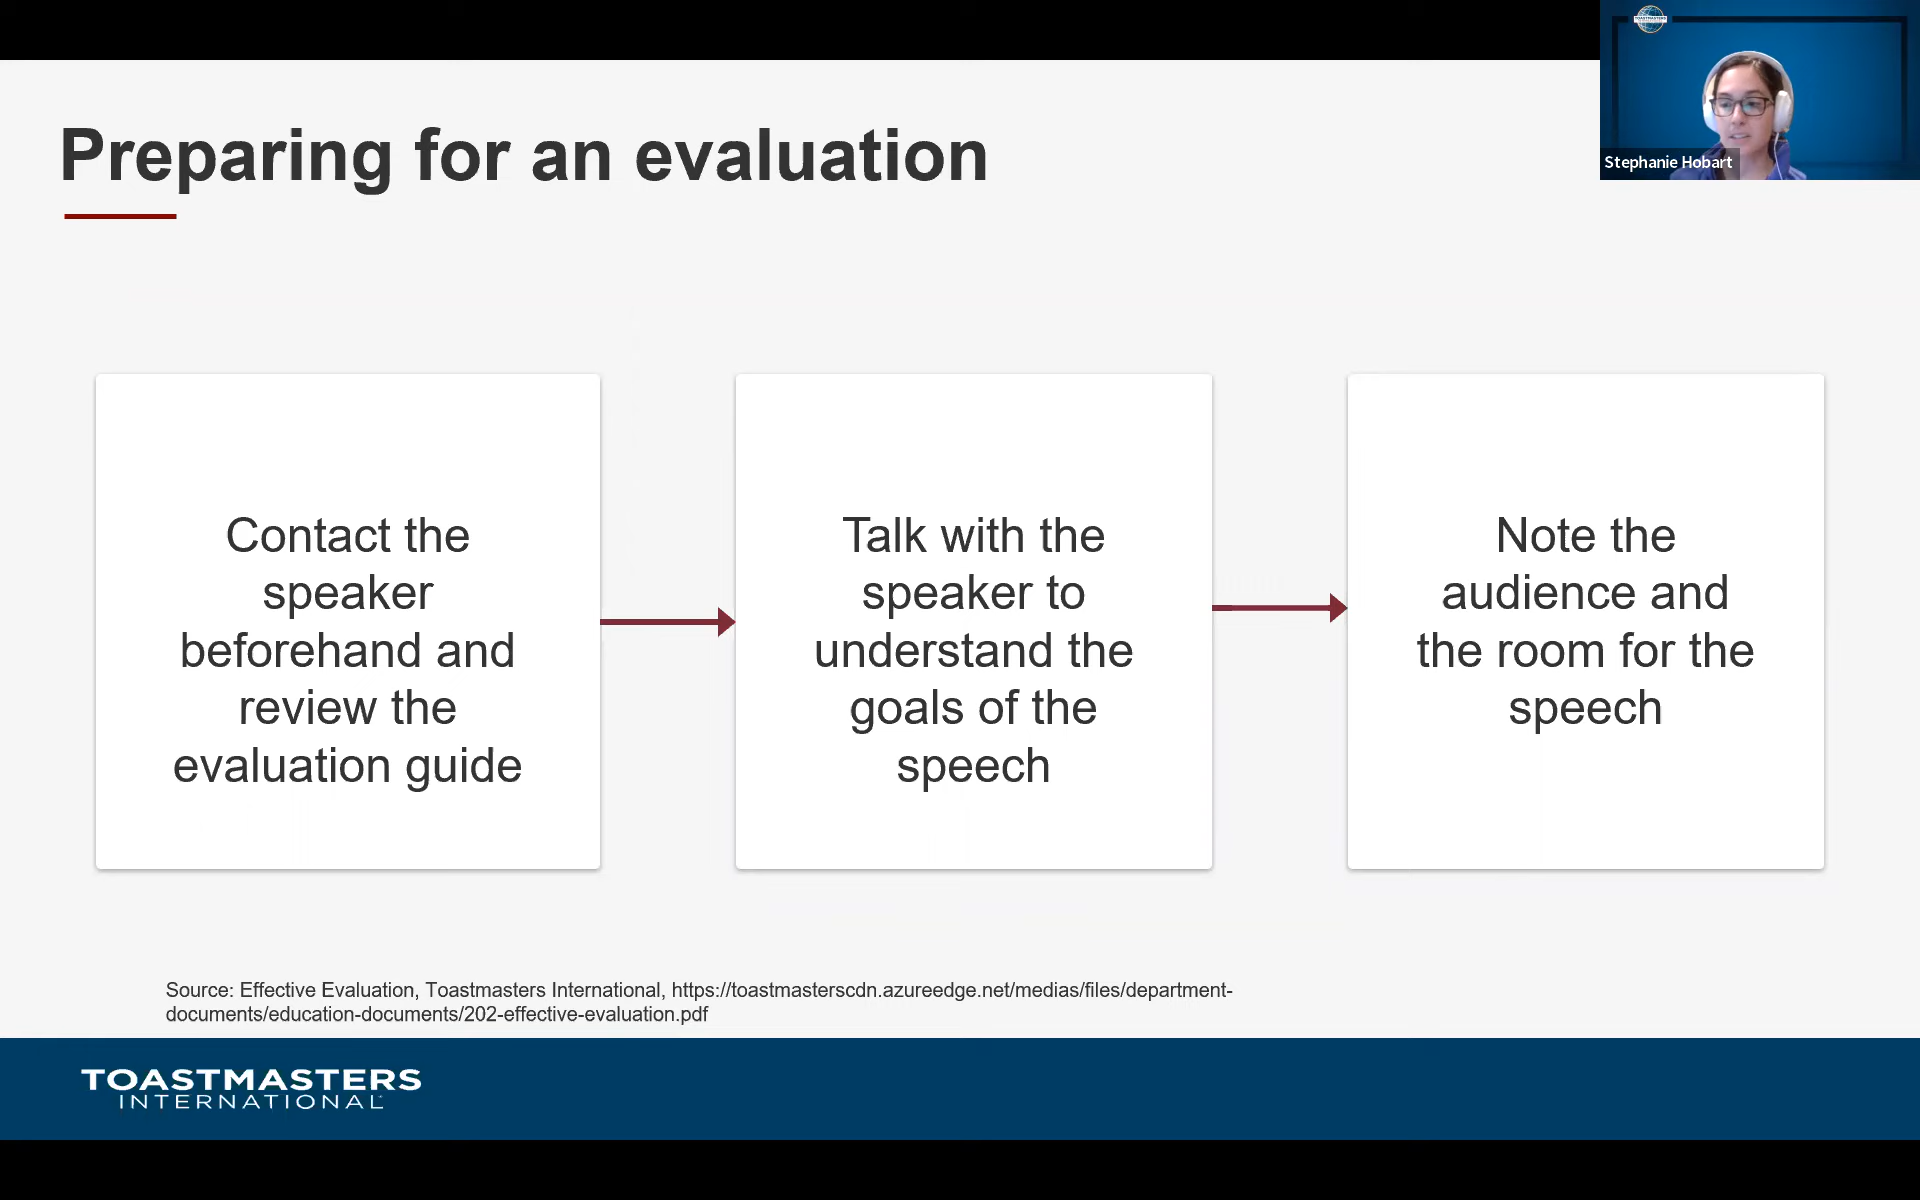 Preparing for an evaluation
TOASTMASTERS
Stephanie Hobart
Contact the
speaker
beforehand and
review the
evaluation guide
Talk with the
speaker to
understand the
goals of the
speech
Note the
audience and
the room for the
speech
Source: Effective Evaluation, Toastmasters International, https://toastmasterscdn.azureedge.net/medias/files/department-
documents/education-documents/202-effective-evaluation.pdf
TOASTMASTERS
INTERNATIONAL